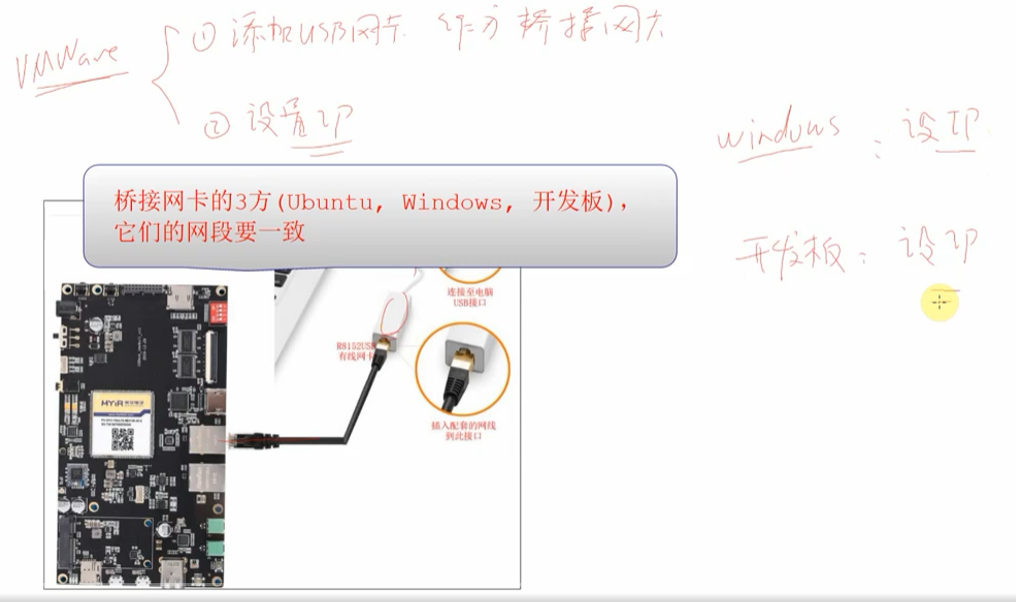 VMWare
① 添加USB网卡 作为桥接网卡
② 设置IP
windows : 设IP
开发板 : 设IP
桥接网卡的3方(Ubuntu, Windows, 开发板),
它们的网段要一致
连接至电脑
USB接口
R8152USB
有线网卡
插入配套的网线
到此接口
MYiR